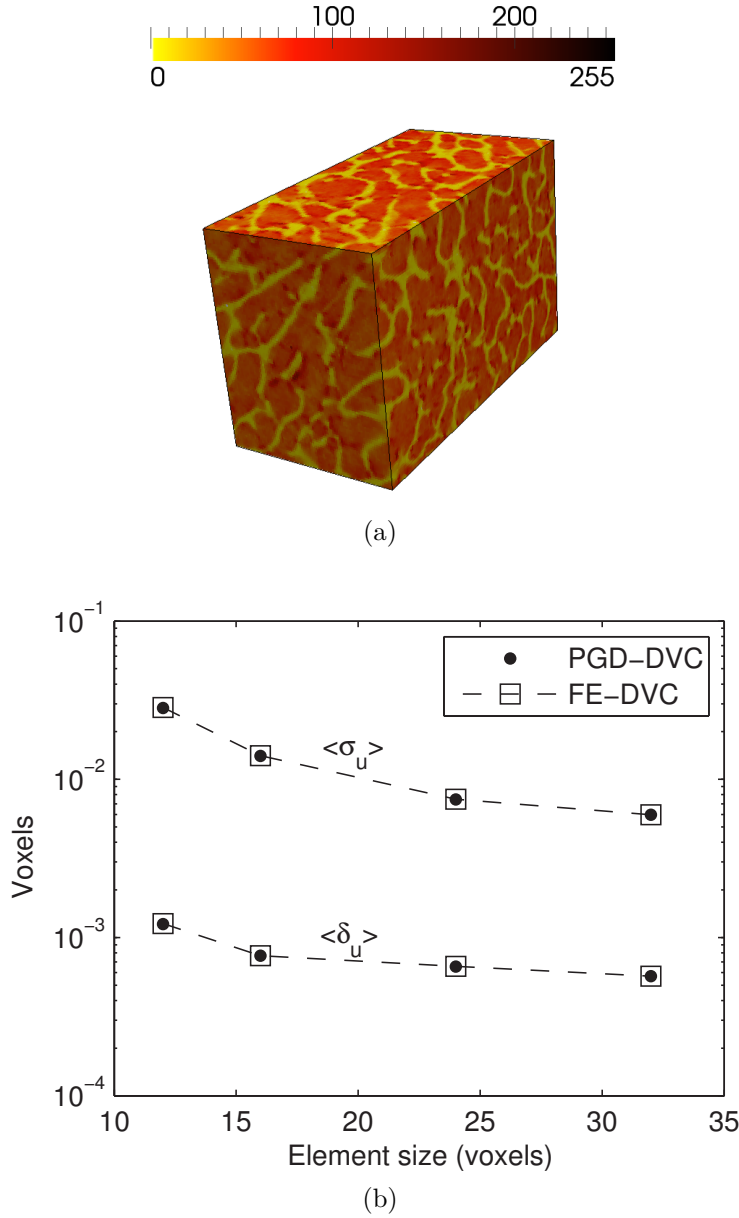 100 200
0 255
(a)
10⁻¹
PGD−DVC
FE−DVC
<σᵤ>
10⁻²
Voxels
10⁻³
<δᵤ>
10⁻⁴
10 15 20 25 30 35
Element size (voxels)
(b)